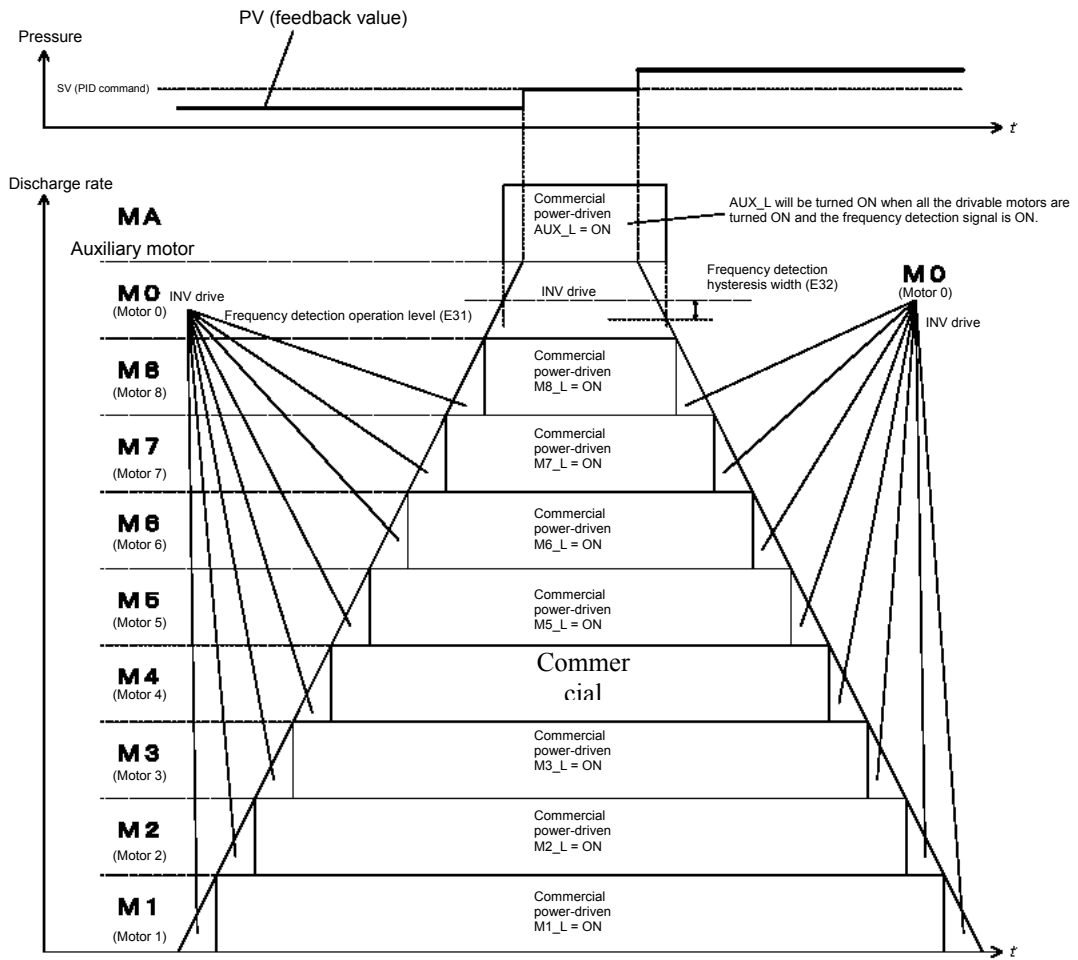 PV (feedback value)
Pressure
SV (PID command)
t
Discharge rate
MA
Auxiliary motor
Commercial
power-driven
AUX_L = ON
AUX_L will be turned ON when all the drivable motors are
turned ON and the frequency detection signal is ON.
M0
(Motor 0)
INV drive
Frequency detection operation level (E31)
INV drive
Frequency detection
hysteresis width (E32)
M0
(Motor 0)
INV drive
M8
(Motor 8)
Commercial
power-driven
M8_L = ON
M7
(Motor 7)
Commercial
power-driven
M7_L = ON
M6
(Motor 6)
Commercial
power-driven
M6_L = ON
M5
(Motor 5)
Commercial
power-driven
M5_L = ON
M4
(Motor 4)
Commer
cial
M3
(Motor 3)
Commercial
power-driven
M3_L = ON
M2
(Motor 2)
Commercial
power-driven
M2_L = ON
M1
(Motor 1)
Commercial
power-driven
M1_L = ON
t